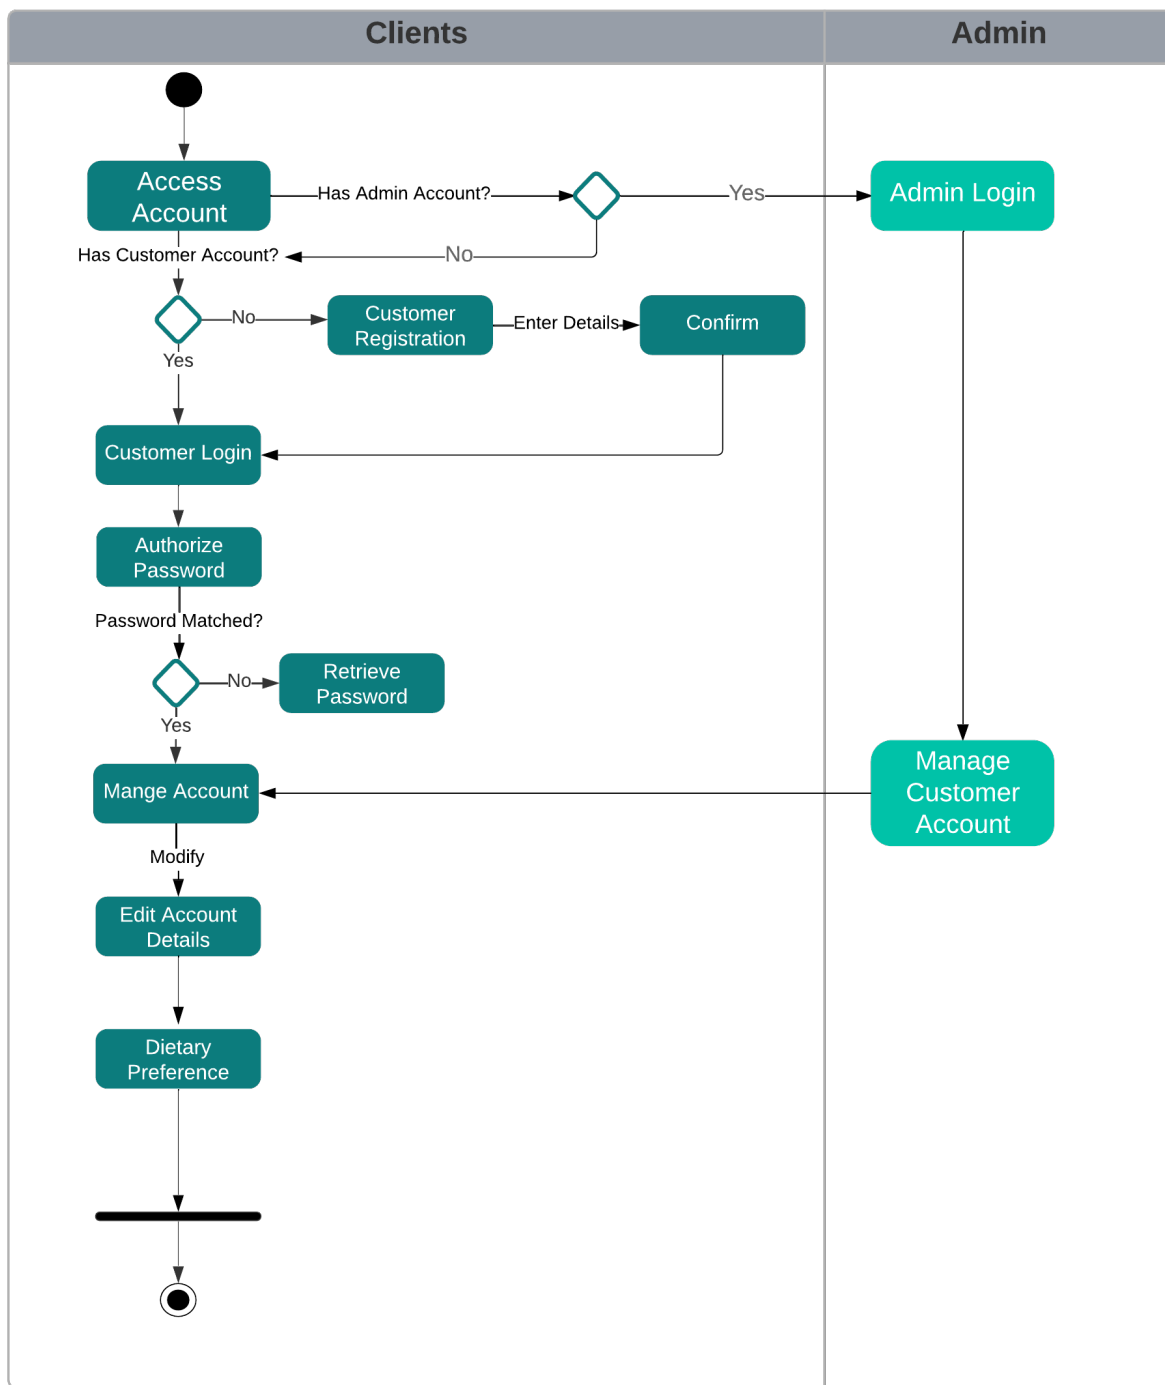 Clients
Admin
Access
Account
Has Admin Account?
Yes
Admin Login
Has Customer Account?
No
No
Customer
Registration
Enter Details
Confirm
Yes
Customer Login
Authorize
Password
Password Matched?
No
Retrieve
Password
Yes
Mange Account
Manage
Customer
Account
Modify
Edit Account
Details
Dietary
Preference